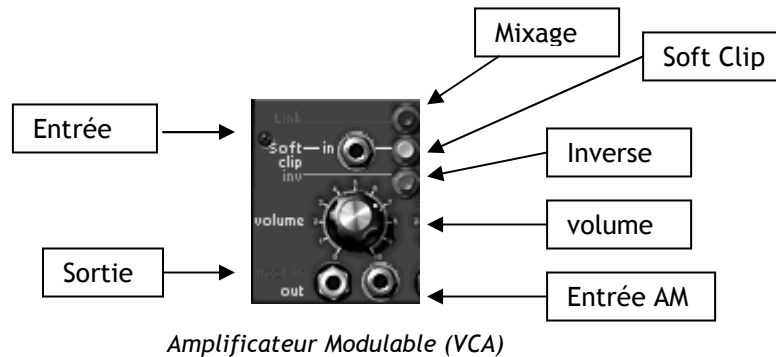 Mixage
Soft Clip
Entrée
Link
soft in
clip
inv
Inverse
volume
volume
Sortie
out
Entrée AM
Amplificateur Modulable (VCA)